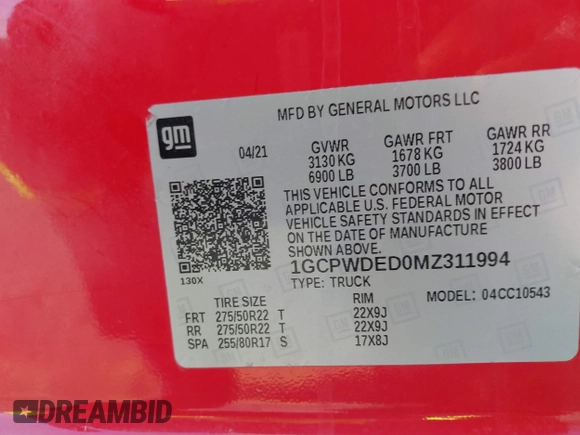 MFD BY GENERAL MOTORS LLC
gm
04/21 GVWR GAWR FRT GAWR RR
3130 KG 1678 KG 1724 KG
6900 LB 3700 LB 3800 LB
THIS VEHICLE CONFORMS TO ALL
APPLICABLE U.S. FEDERAL MOTOR
VEHICLE SAFETY STANDARDS IN EFFECT
ON THE DATE OF MANUFACTURE
SHOWN ABOVE.
130X
1GCPWDED0MZ311994
TYPE: TRUCK MODEL: 04CC10543
TIRE SIZE RIM
FRT 275/50R22 T 22X9J
RR 275/50R22 T 22X9J
SPA 255/80R17 S 17X8J
DREAMBID